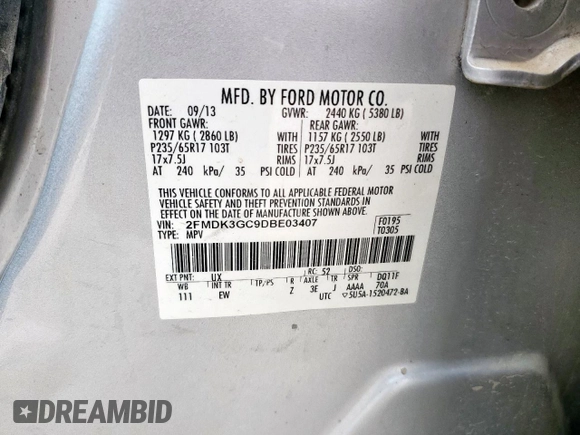 MFD. BY FORD MOTOR CO.
DATE: 09/13 GVWR: 2440 KG ( 5380 LB)
FRONT GAWR: REAR GAWR:
1297 KG ( 2860 LB) WITH 1157 KG ( 2550 LB) WITH
P235/65R17 103T TIRES P235/65R17 103T TIRES
17x7.5J RIMS 17x7.5J RIMS
AT 240 kPa/ 35 PSI COLD AT 240 kPa/ 35 PSI COLD
THIS VEHICLE CONFORMS TO ALL APPLICABLE FEDERAL MOTOR
VEHICLE SAFETY AND THEFT PREVENTION STANDARDS IN
EFFECT ON THE DATE OF MANUFACTURE SHOWN ABOVE.
VIN: 2FMDK3GC9DBE03407 F0195
TYPE: MPV T0305
EXT PNT: UX RC: 52 DSO: DQ11F
WB INT TR TP/PS R AXLE TR SPR 70A
111 EW Z 3E J AAAA
UTC 5U5A-1520472-BA
DREAMBID